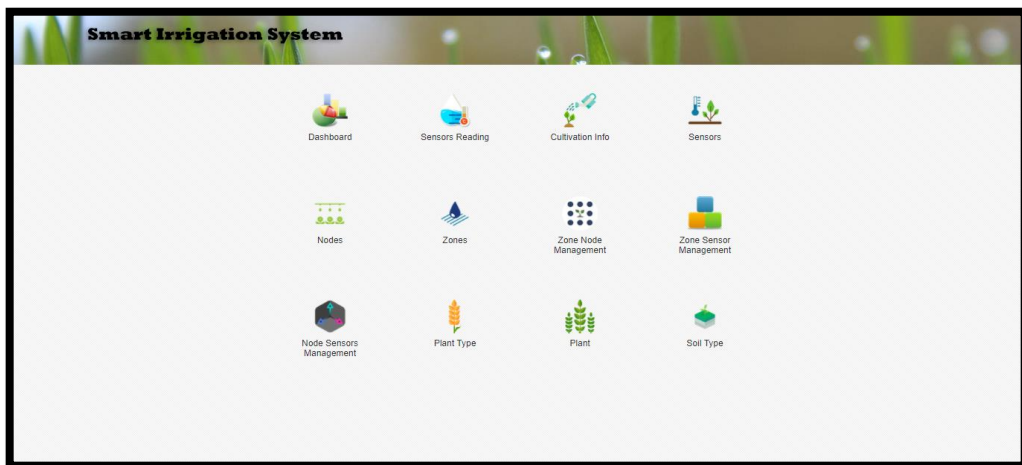 Smart Irrigation System
Dashboard
Sensors Reading
Cultivation Info
Sensors
Nodes
Zones
Zone Node
Management
Zone Sensor
Management
Node Sensors
Management
Plant Type
Plant
Soil Type